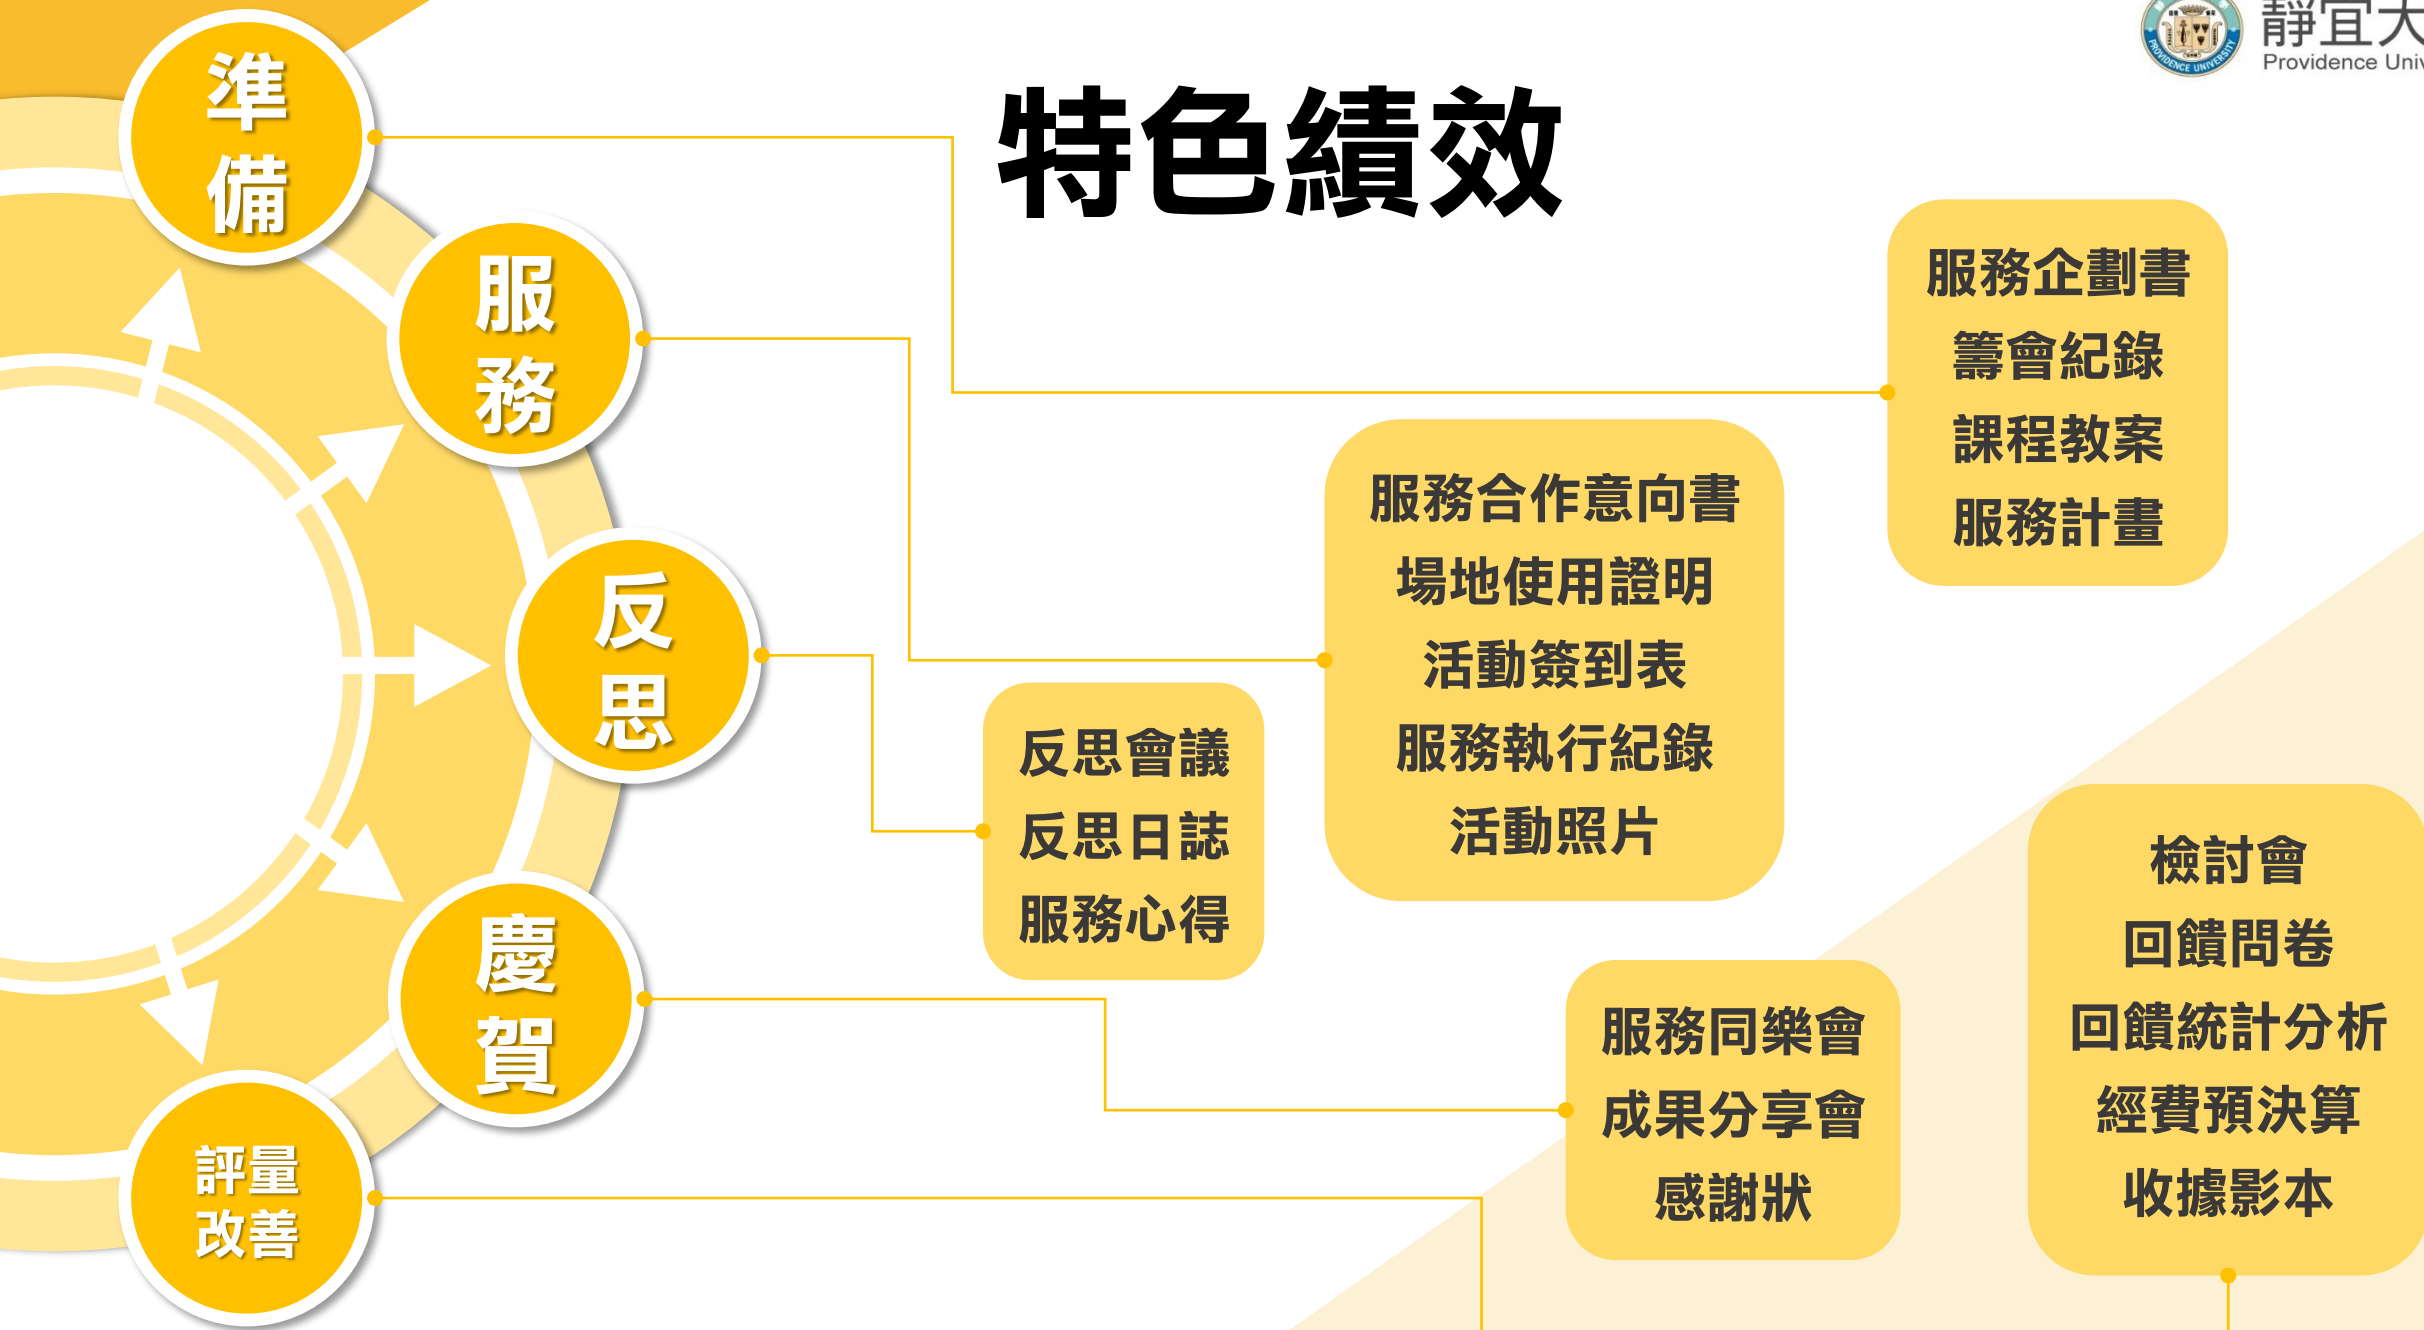 靜宜大
Providence Univ
特色績效
準備
服務企劃書
籌會紀錄
課程教案
服務計畫
服務
服務合作意向書
場地使用證明
活動簽到表
服務執行紀錄
活動照片
反思
反思會議
反思日誌
服務心得
慶賀
服務同樂會
成果分享會
感謝狀
評量
改善
檢討會
回饋問卷
回饋統計分析
經費預決算
收據影本